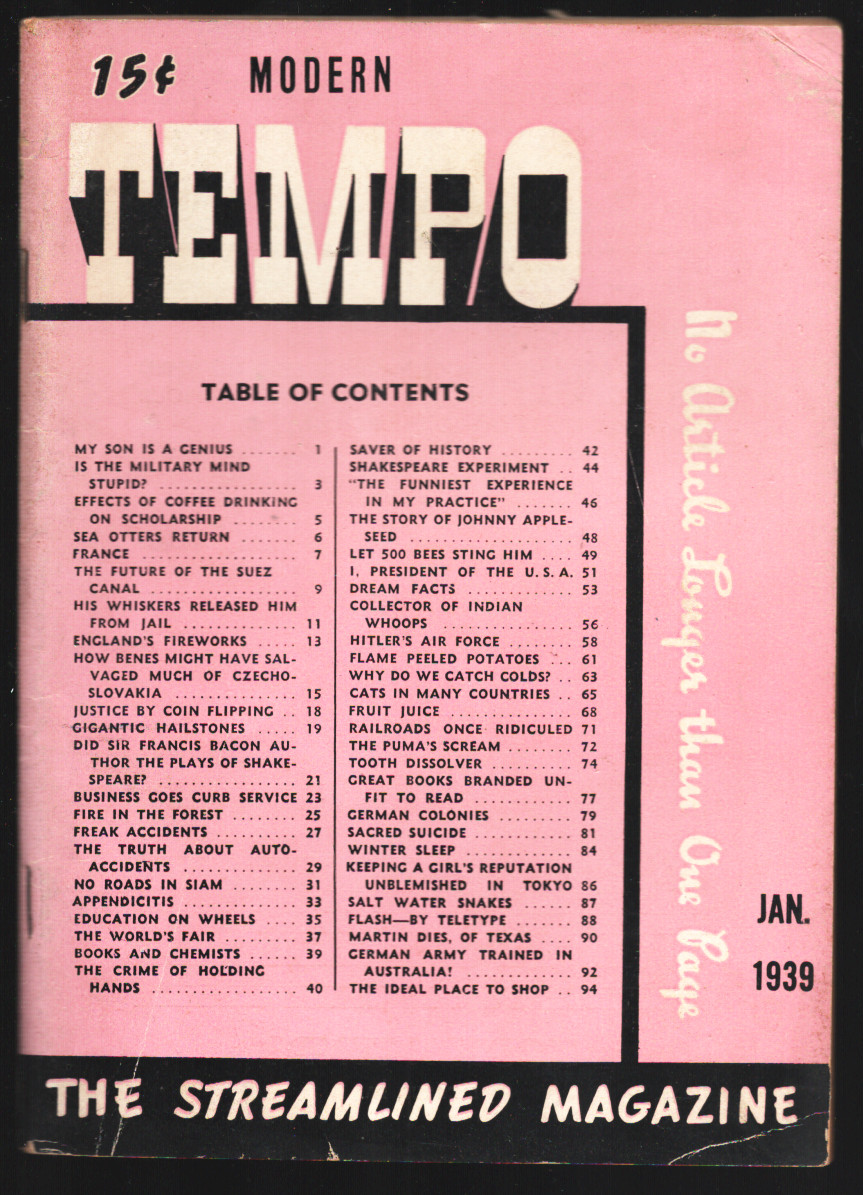 15¢ MODERN
TEMPO
TABLE OF CONTENTS
MY SON IS A GENIUS ....... 1
IS THE MILITARY MIND
STUPID? ................. 3
EFFECTS OF COFFEE DRINKING
ON SCHOLARSHIP ........ 5
SEA OTTERS RETURN ....... 6
FRANCE ................... 7
THE FUTURE OF THE SUEZ
CANAL .................. 9
HIS WHISKERS RELEASED HIM
FROM JAIL .............. 11
ENGLAND'S FIREWORKS ..... 13
HOW BENES MIGHT HAVE SAL-
VAGED MUCH OF CZECHO-
SLOVAKIA ............... 15
JUSTICE BY COIN FLIPPING .. 18
GIGANTIC HAILSTONES ..... 19
DID SIR FRANCIS BACON AU-
THOR THE PLAYS OF SHAKE-
SPEARE? ................. 21
BUSINESS GOES CURB SERVICE 23
FIRE IN THE FOREST ........ 25
FREAK ACCIDENTS .......... 27
THE TRUTH ABOUT AUTO-
ACCIDENTS .............. 29
NO ROADS IN SIAM ........ 31
APPENDICITIS .............. 33
EDUCATION ON WHEELS .... 35
THE WORLD'S FAIR ......... 37
BOOKS AND CHEMISTS ...... 39
THE CRIME OF HOLDING
HANDS .................. 40
SAVER OF HISTORY ......... 42
SHAKESPEARE EXPERIMENT .. 44
"THE FUNNIEST EXPERIENCE
IN MY PRACTICE" ....... 46
THE STORY OF JOHNNY APPLE-
SEED ................... 48
LET 500 BEES STING HIM .... 49
I, PRESIDENT OF THE U.S.A. 51
DREAM FACTS ............. 53
COLLECTOR OF INDIAN
WHOOPS ................ 56
HITLER'S AIR FORCE ........ 58
FLAME PEELED POTATOES ... 61
WHY DO WE CATCH COLDS? .. 63
CATS IN MANY COUNTRIES .. 65
FRUIT JUICE ............... 68
RAILROADS ONCE RIDICULED 71
THE PUMA'S SCREAM ........ 72
TOOTH DISSOLVER .......... 74
GREAT BOOKS BRANDED UN-
FIT TO READ ............ 77
GERMAN COLONIES ......... 79
SACRED SUICIDE ............ 81
WINTER SLEEP ............. 84
KEEPING A GIRL'S REPUTATION
UNBLEMISHED IN TOKYO 86
SALT WATER SNAKES ...... 87
FLASH—BY TELETYPE ....... 88
MARTIN DIES, OF TEXAS .... 90
GERMAN ARMY TRAINED IN
AUSTRALIA! ............. 92
THE IDEAL PLACE TO SHOP .. 94
No Article Longer than One Page
JAN.
1939
THE STREAMLINED MAGAZINE